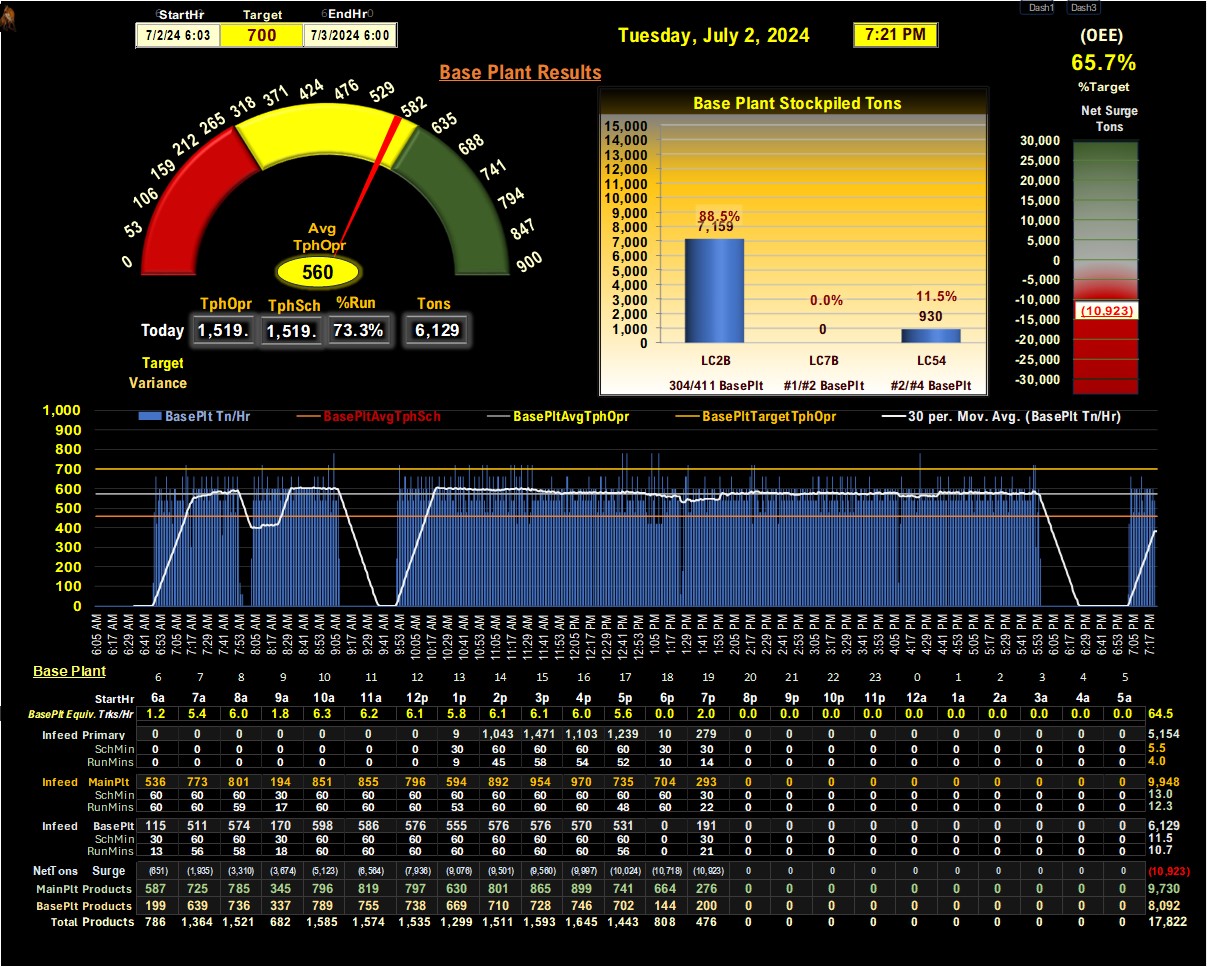 Dash1 Dash3
StartHr Target EndHr
7/2/24 6:03 700 7/3/2024 6:00
Tuesday, July 2, 2024 7:21 PM
(OEE)
65.7%
%Target
Net Surge
Tons
Base Plant Results
0 53 106 159 212 265 318 371 424 476 529 582 635 688 741 794 847 900
Avg
TphOpr
560
TphOpr TphSch %Run Tons
Today 1,519. 1,519. 73.3% 6,129
Target
Variance
Base Plant Stockpiled Tons
15,000
14,000
13,000
12,000
11,000
10,000
9,000
8,000
7,000
6,000
5,000
4,000
3,000
2,000
1,000
0
88.5%
7,159
0.0%
0
11.5%
930
LC2B LC7B LC54
304/411 BasePlt #1/#2 BasePlt #2/#4 BasePlt
30,000
25,000
20,000
15,000
10,000
5,000
0
-5,000
-10,000
(10,923)
-15,000
-20,000
-25,000
-30,000
BasePlt Tn/Hr BasePltAvgTphSch BasePltAvgTphOpr BasePltTargetTphOpr 30 per. Mov. Avg. (BasePlt Tn/Hr)
1,000
900
800
700
600
500
400
300
200
100
0
6:05 AM 6:17 AM 6:29 AM 6:41 AM 6:53 AM 7:05 AM 7:17 AM 7:29 AM 7:41 AM 7:53 AM 8:05 AM 8:17 AM 8:29 AM 8:41 AM 8:53 AM 9:05 AM 9:17 AM 9:29 AM 9:41 AM 9:53 AM 10:05 AM 10:17 AM 10:29 AM 10:41 AM 10:53 AM 11:05 AM 11:17 AM 11:29 AM 11:41 AM 11:53 AM 12:05 PM 12:17 PM 12:29 PM 12:41 PM 12:53 PM 1:05 PM 1:17 PM 1:29 PM 1:41 PM 1:53 PM 2:05 PM 2:17 PM 2:29 PM 2:41 PM 2:53 PM 3:05 PM 3:17 PM 3:29 PM 3:41 PM 3:53 PM 4:05 PM 4:17 PM 4:29 PM 4:41 PM 4:53 PM 5:05 PM 5:17 PM 5:29 PM 5:41 PM 5:53 PM 6:05 PM 6:17 PM 6:29 PM 6:41 PM 6:53 PM 7:05 PM 7:17 PM
Base Plant 6 7 8 9 10 11 12 13 14 15 16 17 18 19 20 21 22 23 0 1 2 3 4 5
StartHr 6a 7a 8a 9a 10a 11a 12p 1p 2p 3p 4p 5p 6p 7p 8p 9p 10p 11p 12a 1a 2a 3a 4a 5a
BasePlt Equiv. Trks/Hr 1.2 5.4 6.0 1.8 6.3 6.2 6.1 5.8 6.1 6.1 6.0 5.6 0.0 2.0 0.0 0.0 0.0 0.0 0.0 0.0 0.0 0.0 0.0 0.0 64.5
Infeed Primary 0 0 0 0 0 0 0 9 1,043 1,471 1,103 1,239 10 279 0 0 0 0 0 0 0 0 0 0 5,154
SchMin 0 0 0 0 0 0 0 30 60 60 60 60 30 30 0 0 0 0 0 0 0 0 0 0 5.5
RunMins 0 0 0 0 0 0 0 9 45 58 54 52 10 14 0 0 0 0 0 0 0 0 0 0 4.0
Infeed MainPlt 536 773 801 194 851 855 796 594 892 954 970 735 704 293 0 0 0 0 0 0 0 0 0 0 9,948
SchMin 60 60 60 30 60 60 60 60 60 60 60 60 60 30 0 0 0 0 0 0 0 0 0 0 13.0
RunMins 60 60 59 17 60 60 60 53 60 60 60 48 60 22 0 0 0 0 0 0 0 0 0 0 12.3
Infeed BasePlt 115 511 574 170 598 586 576 555 576 576 570 531 0 191 0 0 0 0 0 0 0 0 0 0 6,129
SchMin 30 60 60 30 60 60 60 60 60 60 60 60 0 30 0 0 0 0 0 0 0 0 0 0 11.5
RunMins 13 56 58 18 60 60 60 60 60 60 60 56 0 21 0 0 0 0 0 0 0 0 0 0 10.7
NetTons Surge (651) (1,935) (3,310) (3,674) (5,123) (6,564) (7,936) (9,076) (9,501) (9,560) (9,997) (10,024) (10,718) (10,923) 0 0 0 0 0 0 0 0 0 0 (10,923)
MainPlt Products 587 725 785 345 796 819 797 630 801 865 899 741 664 276 0 0 0 0 0 0 0 0 0 0 9,730
BasePlt Products 199 639 736 337 789 755 738 669 710 728 746 702 144 200 0 0 0 0 0 0 0 0 0 0 8,092
Total Products 786 1,364 1,521 682 1,585 1,574 1,535 1,299 1,511 1,593 1,645 1,443 808 476 0 0 0 0 0 0 0 0 0 0 17,822